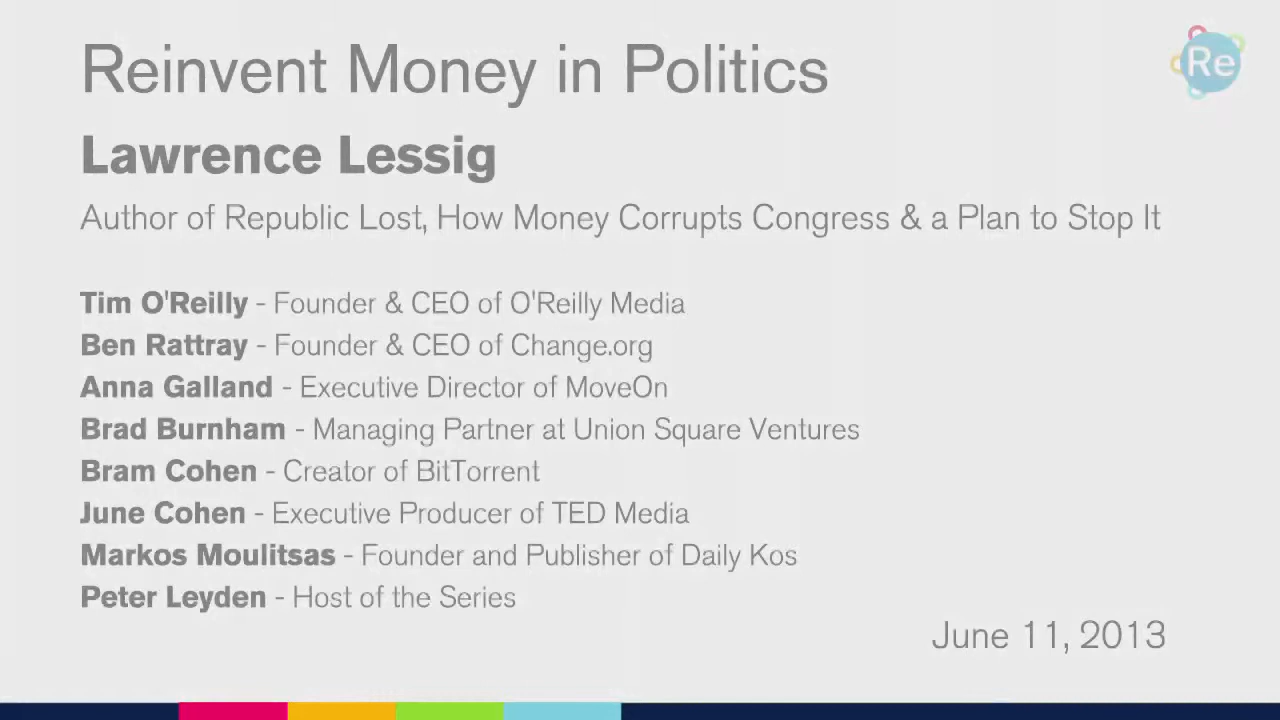 Reinvent Money in Politics
Re
Lawrence Lessig
Author of Republic Lost, How Money Corrupts Congress & a Plan to Stop It
Tim O'Reilly - Founder & CEO of O'Reilly Media
Ben Rattray - Founder & CEO of Change.org
Anna Galland - Executive Director of MoveOn
Brad Burnham - Managing Partner at Union Square Ventures
Bram Cohen - Creator of BitTorrent
June Cohen - Executive Producer of TED Media
Markos Moulitsas - Founder and Publisher of Daily Kos
Peter Leyden - Host of the Series
June 11, 2013